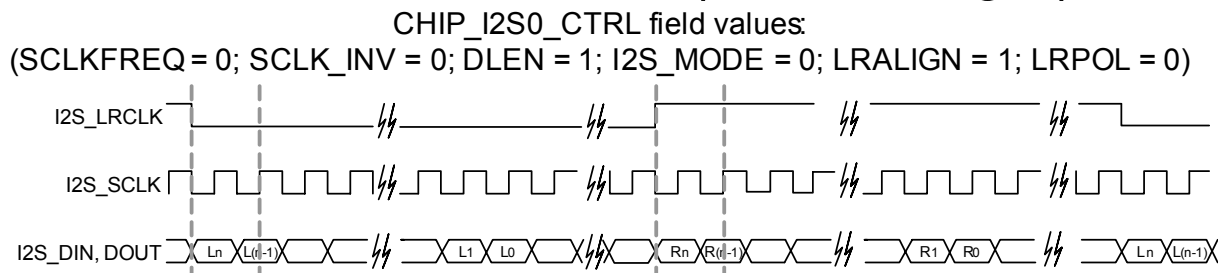 CHIP_I2S0_CTRL field values:
(SCLKFREQ = 0; SCLK_INV = 0; DLEN = 1; I2S_MODE = 0; LRALIGN = 1; LRPOL = 0)
I2S_LRCLK
I2S_SCLK
I2S_DIN, DOUT Ln L(n-1) L1 L0 Rn R(n-1) R1 R0 Ln L(n-1)